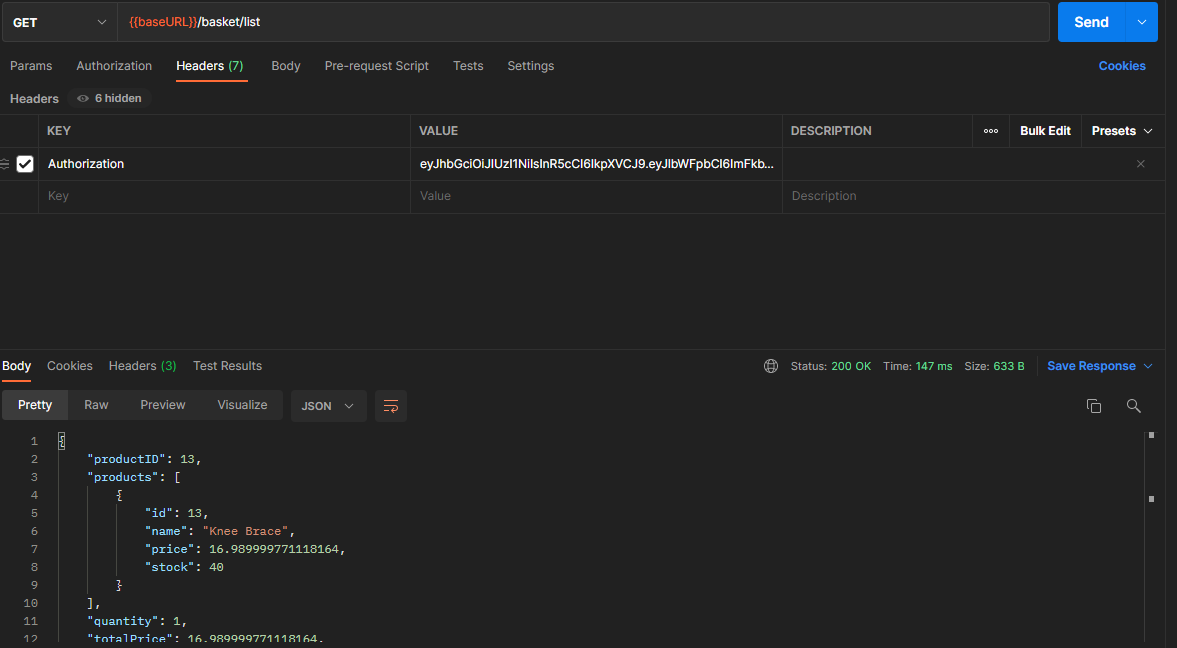 GET {{baseURL}}/basket/list Send
Params Authorization Headers (7) Body Pre-request Script Tests Settings Cookies
Headers 6 hidden
KEY VALUE DESCRIPTION Bulk Edit Presets
Authorization eyJhbGciOiJIUzI1NiIsInR5cCI6IkpXVCJ9.eyJlbWFpbCI6ImFkb...
Key Value Description
Body Cookies Headers (3) Test Results Status: 200 OK Time: 147 ms Size: 633 B Save Response
Pretty Raw Preview Visualize JSON
1 {
2 "productID": 13,
3 "products": [
4 {
5 "id": 13,
6 "name": "Knee Brace",
7 "price": 16.989999771118164,
8 "stock": 40
9 }
10 ],
11 "quantity": 1,
12 "totalPrice": 16.989999771118164,